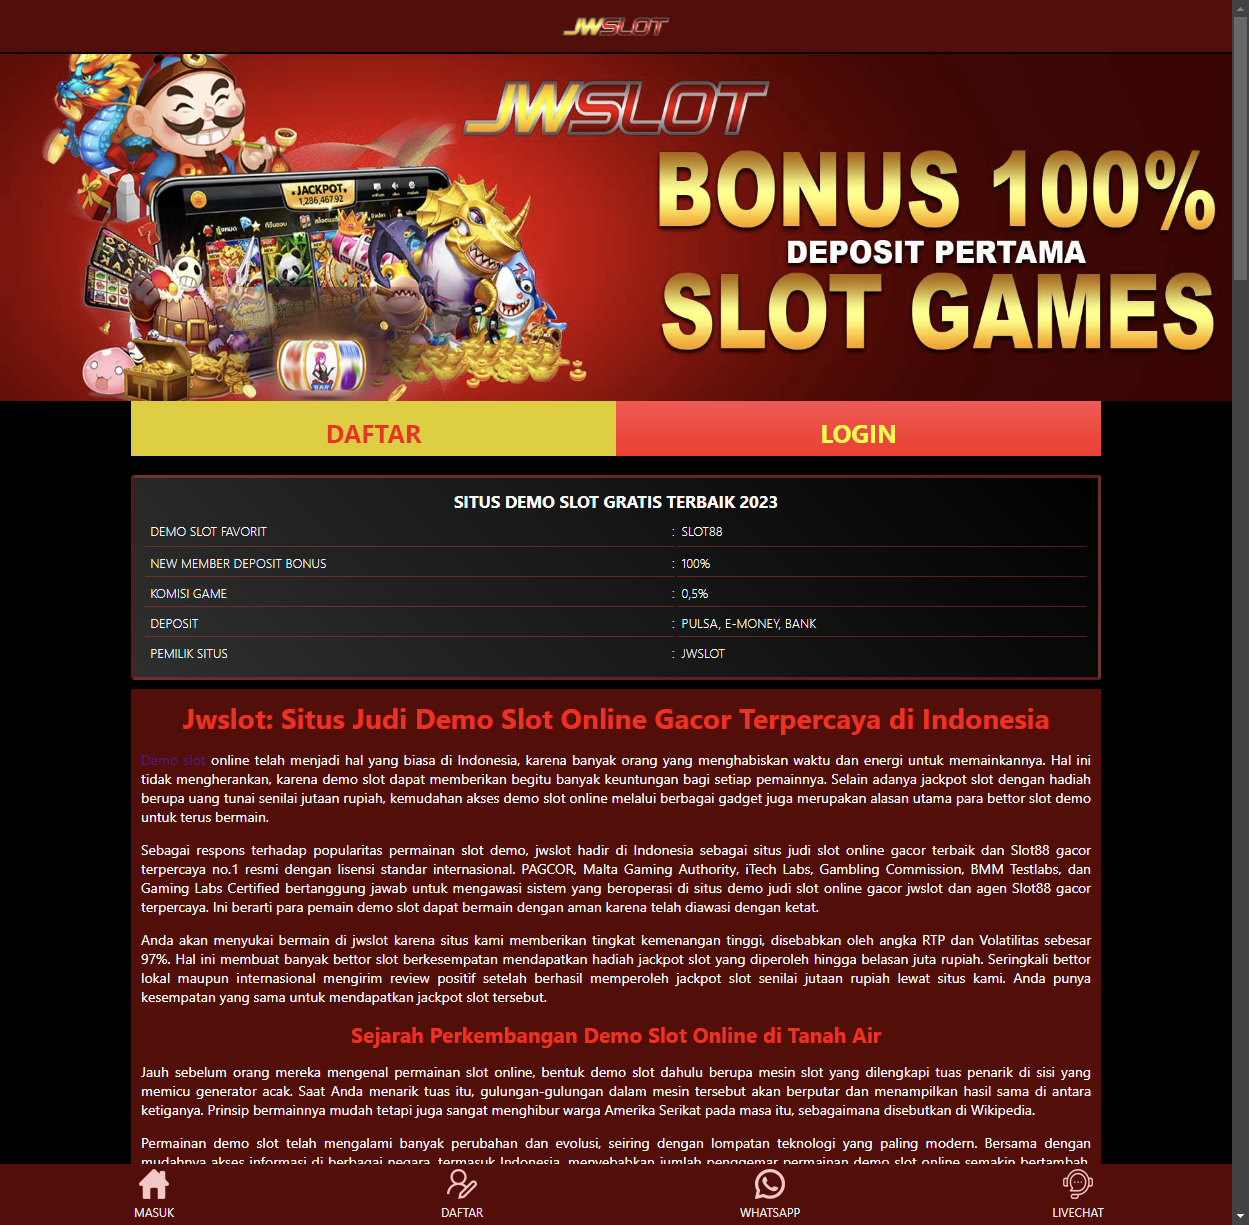 JWSLOT
JWSLOT
BONUS 100%
DEPOSIT PERTAMA
SLOT GAMES
JACKPOT
1,286,467.92
BAR
DAFTAR
LOGIN
SITUS DEMO SLOT GRATIS TERBAIK 2023
DEMO SLOT FAVORIT : SLOT88
NEW MEMBER DEPOSIT BONUS : 100%
KOMISI GAME : 0,5%
DEPOSIT : PULSA, E-MONEY, BANK
PEMILIK SITUS : JWSLOT
Jwslot: Situs Judi Demo Slot Online Gacor Terpercaya di Indonesia
Demo slot online telah menjadi hal yang biasa di Indonesia, karena banyak orang yang menghabiskan waktu dan energi untuk memainkannya. Hal ini
tidak mengherankan, karena demo slot dapat memberikan begitu banyak keuntungan bagi setiap pemainnya. Selain adanya jackpot slot dengan hadiah
berupa uang tunai senilai jutaan rupiah, kemudahan akses demo slot online melalui berbagai gadget juga merupakan alasan utama para bettor slot demo
untuk terus bermain.
Sebagai respons terhadap popularitas permainan slot demo, jwslot hadir di Indonesia sebagai situs judi slot online gacor terbaik dan Slot88 gacor
terpercaya no.1 resmi dengan lisensi standar internasional. PAGCOR, Malta Gaming Authority, iTech Labs, Gambling Commission, BMM Testlabs, dan
Gaming Labs Certified bertanggung jawab untuk mengawasi sistem yang beroperasi di situs demo judi slot online gacor jwslot dan agen Slot88 gacor
terpercaya. Ini berarti para pemain demo slot dapat bermain dengan aman karena telah diawasi dengan ketat.
Anda akan menyukai bermain di jwslot karena situs kami memberikan tingkat kemenangan tinggi, disebabkan oleh angka RTP dan Volatilitas sebesar
97%. Hal ini membuat banyak bettor slot berkesempatan mendapatkan hadiah jackpot slot yang diperoleh hingga belasan juta rupiah. Seringkali bettor
lokal maupun internasional mengirim review positif setelah berhasil memperoleh jackpot slot senilai jutaan rupiah lewat situs kami. Anda punya
kesempatan yang sama untuk mendapatkan jackpot slot tersebut.
Sejarah Perkembangan Demo Slot Online di Tanah Air
Jauh sebelum orang mereka mengenal permainan slot online, bentuk demo slot dahulu berupa mesin slot yang dilengkapi tuas penarik di sisi yang
memicu generator acak. Saat Anda menarik tuas itu, gulungan-gulungan dalam mesin tersebut akan berputar dan menampilkan hasil sama di antara
ketiganya. Prinsip bermainnya mudah tetapi juga sangat menghibur warga Amerika Serikat pada masa itu, sebagaimana disebutkan di Wikipedia.
Permainan demo slot telah mengalami banyak perubahan dan evolusi, seiring dengan lompatan teknologi yang paling modern. Bersama dengan
mudahnya akses informasi di berbagai negara, termasuk Indonesia, menyebabkan jumlah penggemar permainan demo slot online semakin bertambah.
MASUK
DAFTAR
WHATSAPP
LIVECHAT